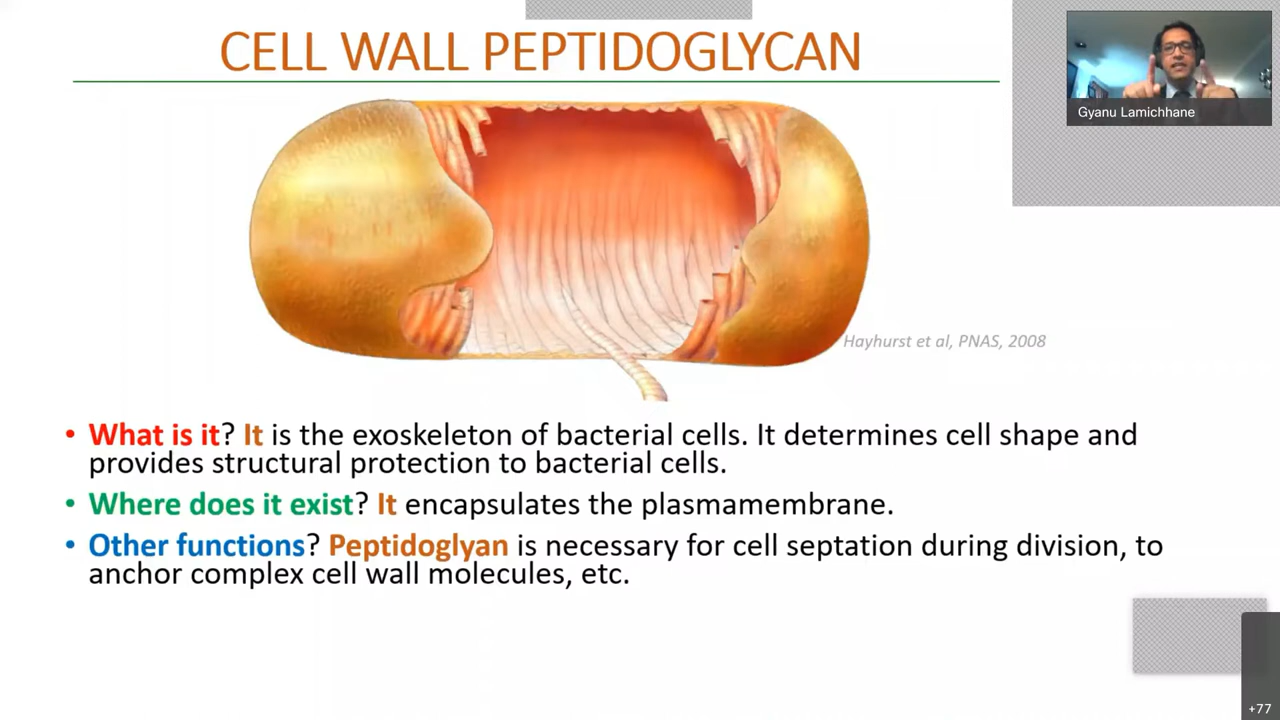 CELL WALL PEPTIDOGLYCAN
Gyanu Lamichhane
Hayhurst et al, PNAS, 2008
• What is it? It is the exoskeleton of bacterial cells. It determines cell shape and
provides structural protection to bacterial cells.
• Where does it exist? It encapsulates the plasmamembrane.
• Other functions? Peptidoglyan is necessary for cell septation during division, to
anchor complex cell wall molecules, etc.
+77